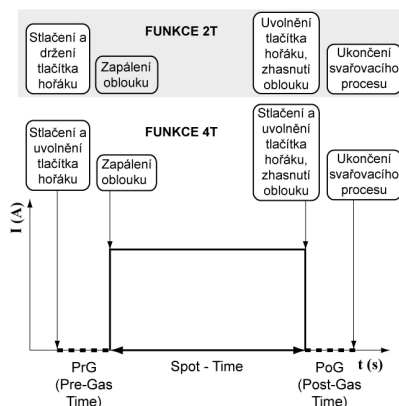 FUNKCE 2T
Stlačení a
držení
tlačítka
hořáku
Zapálení
oblouku
Uvolnění
tlačítka
hořáku,
zhasnutí
oblouku
Ukončení
svařovacího
procesu
FUNKCE 4T
Stlačení a
uvolnění
tlačítka
hořáku
Zapálení
oblouku
Stlačení a
uvolnění
tlačítka
hořáku,
zhasnutí
oblouku
Ukončení
svařovacího
procesu
I (A)
PrG
(Pre-Gas
Time)
Spot - Time
PoG
(Post-Gas
Time)
t (s)